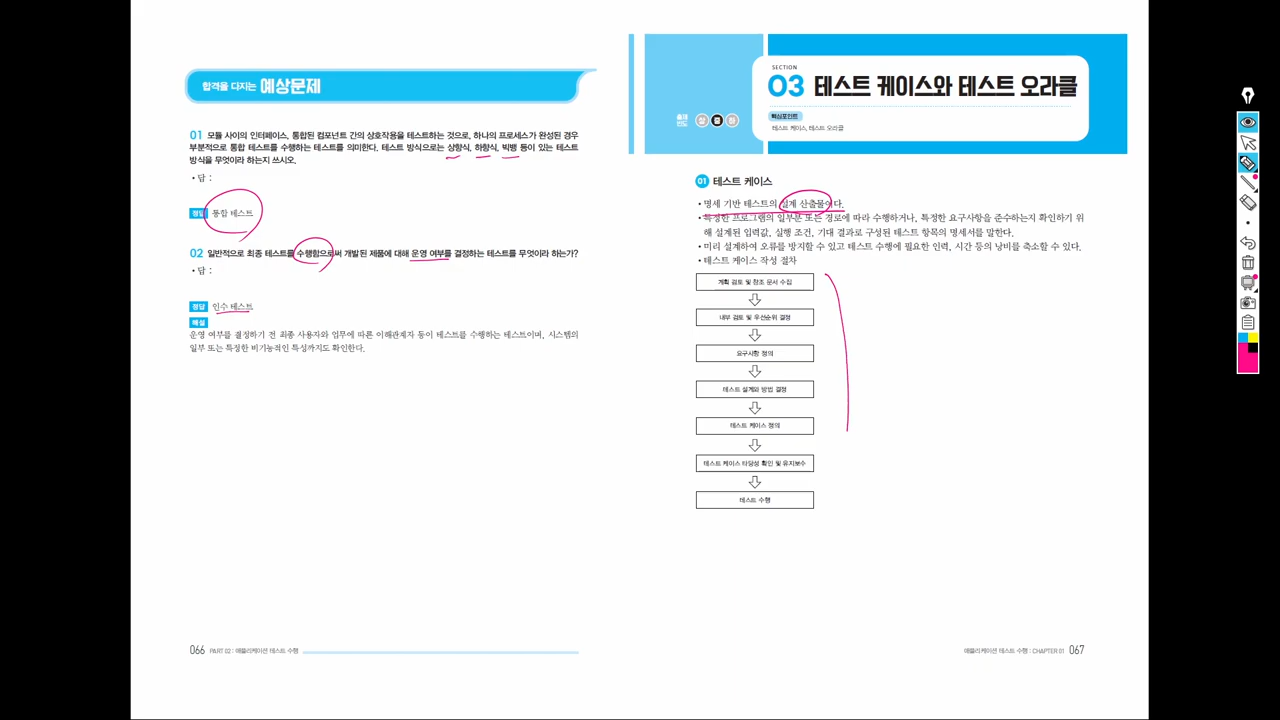 합격을 다지는 예상문제
01 모듈 사이의 인터페이스, 통합된 컴포넌트 간의 상호작용을 테스트하는 것으로, 하나의 프로세스가 완성된 경우
부분적으로 통합 테스트를 수행하는 테스트를 의미한다. 테스트 방식으로는 상향식, 하향식, 빅뱅 등이 있는 테스트
방식을 무엇이라 하는지 쓰시오.
• 답 :
정답 통합 테스트
02 일반적으로 최종 테스트를 수행함으로써 개발된 제품에 대해 운영 여부를 결정하는 테스트를 무엇이라 하는가?
• 답 :
정답 인수 테스트
해설
운영 여부를 결정하기 전 최종 사용자와 업무에 따른 이해관계자 등이 테스트를 수행하는 테스트이며, 시스템의
일부 또는 특정한 비기능적인 특성까지도 확인한다.
066 PART 02 : 애플리케이션 테스트 수행
SECTION
03 테스트 케이스와 테스트 오라클
출제빈도 상 중 하
핵심포인트
테스트 케이스, 테스트 오라클
01 테스트 케이스
• 명세 기반 테스트의 설계 산출물이다.
• 특정한 프로그램의 일부분 또는 경로에 따라 수행하거나, 특정한 요구사항을 준수하는지 확인하기 위
해 설계된 입력값, 실행 조건, 기대 결과로 구성된 테스트 항목의 명세서를 말한다.
• 미리 설계하여 오류를 방지할 수 있고 테스트 수행에 필요한 인력, 시간 등의 낭비를 축소할 수 있다.
• 테스트 케이스 작성 절차
계획 검토 및 참조 문서 수집
내부 검토 및 우선순위 결정
요구사항 정의
테스트 설계와 방법 결정
테스트 케이스 정의
테스트 케이스 타당성 확인 및 유지보수
테스트 수행
애플리케이션 테스트 수행 : CHAPTER 01 067